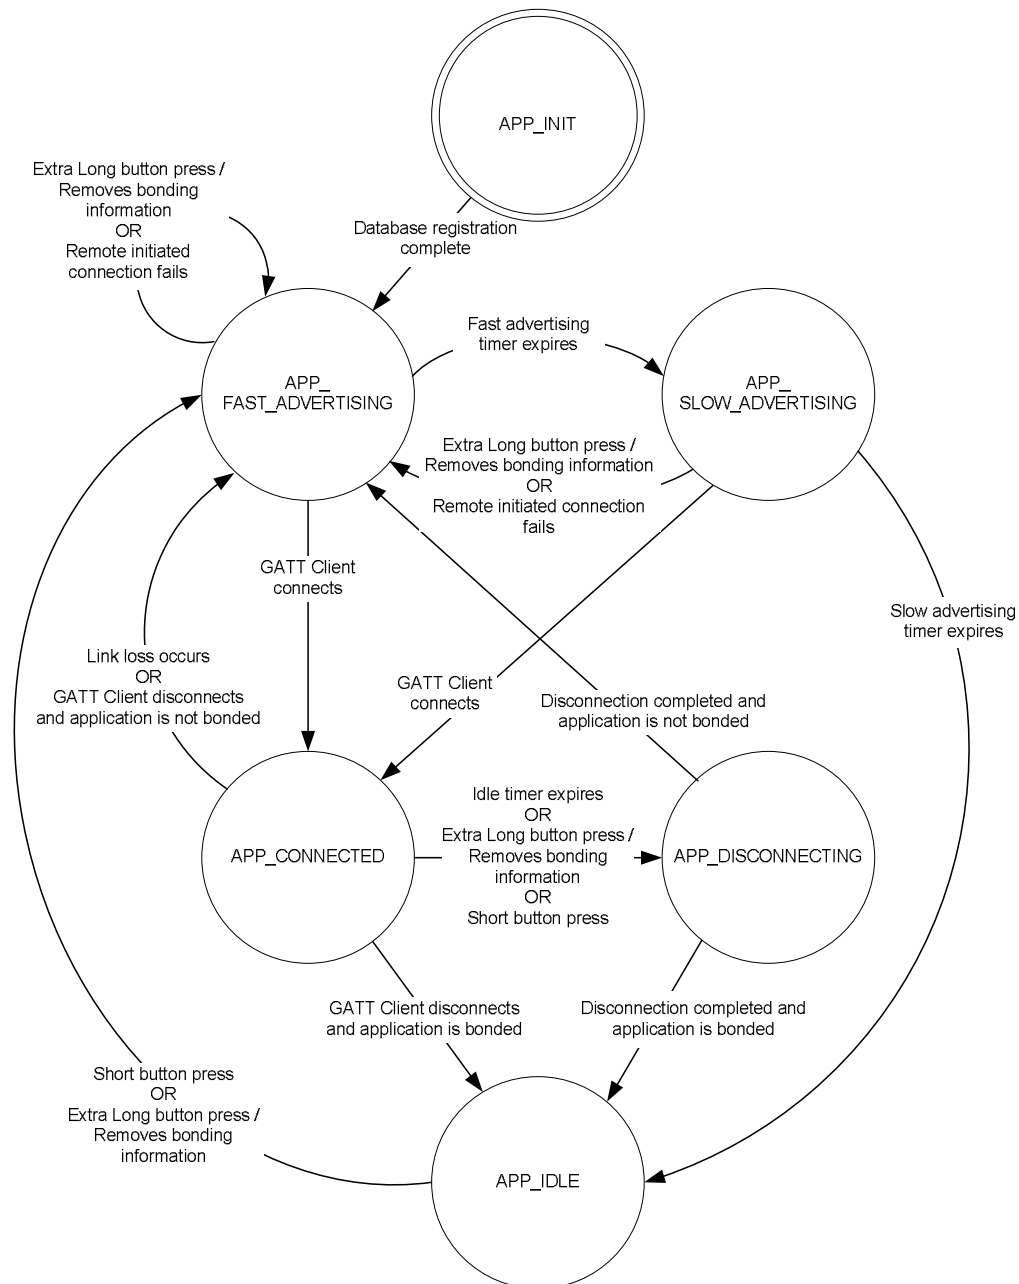 APP_INIT
Extra Long button press /
Removes bonding
information
OR
Remote initiated
connection fails
Database registration
complete
Fast advertising
timer expires
APP_
FAST_ADVERTISING
APP_
SLOW_ADVERTISING
Extra Long button press /
Removes bonding information
OR
Remote initiated connection
fails
GATT Client
connects
Slow advertising
timer expires
Link loss occurs
OR
GATT Client disconnects
and application is not bonded
GATT Client
connects
Disconnection completed and
application is not bonded
Idle timer expires
OR
Extra Long button press /
Removes bonding
information
OR
Short button press
APP_CONNECTED
APP_DISCONNECTING
GATT Client disconnects
and application is bonded
Disconnection completed and
application is bonded
Short button press
OR
Extra Long button press /
Removes bonding
information
APP_IDLE